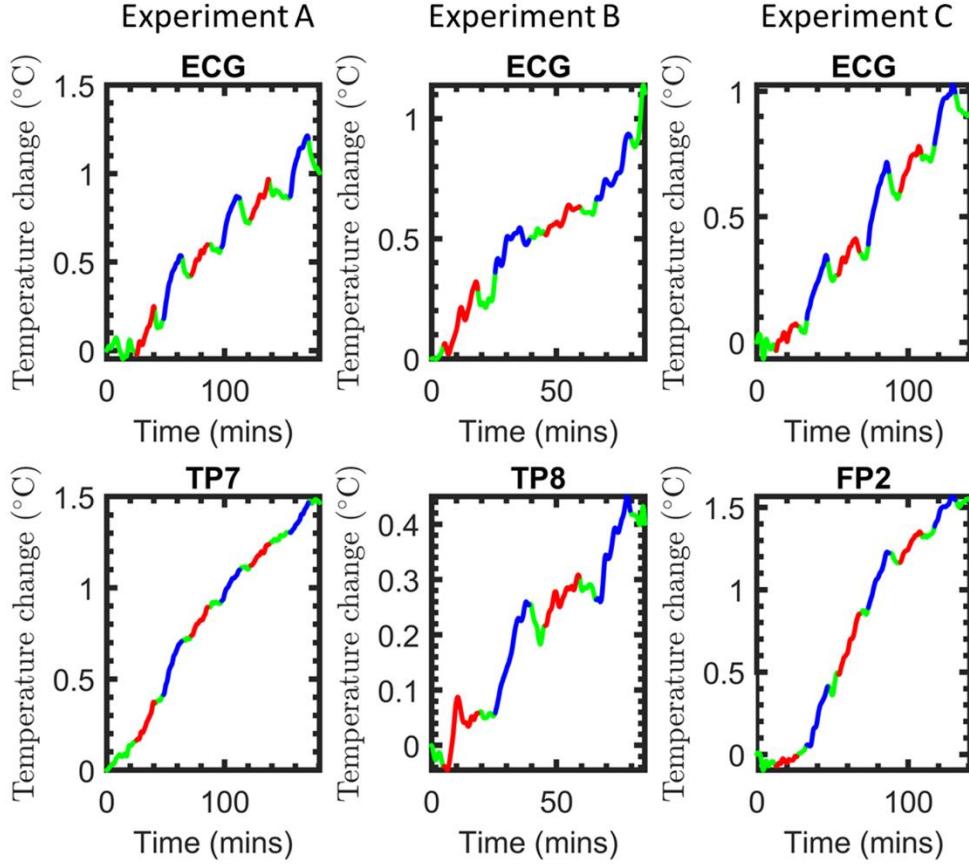 Experiment A
Experiment B
Experiment C
ECG
Temperature change (°C)
1.5
1
0.5
0
0
100
Time (mins)
ECG
Temperature change (°C)
1
0.5
0
0
50
Time (mins)
ECG
Temperature change (°C)
1
0.5
0
0
100
Time (mins)
TP7
Temperature change (°C)
1.5
1
0.5
0
0
100
Time (mins)
TP8
Temperature change (°C)
0.4
0.3
0.2
0.1
0
0
50
Time (mins)
FP2
Temperature change (°C)
1.5
1
0.5
0
0
100
Time (mins)